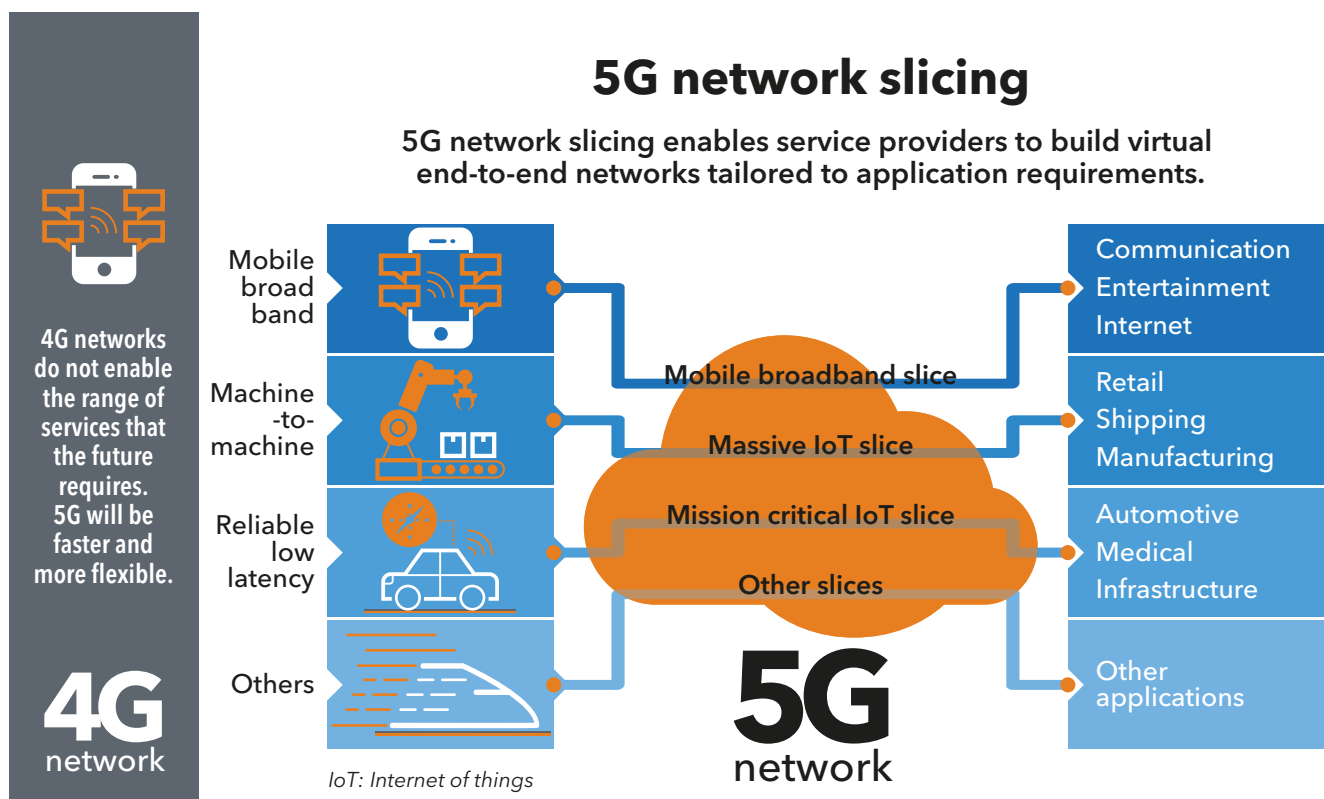 4G networks
do not enable
the range of
services that
the future
requires.
5G will be
faster and
more flexible.
4G
network
5G network slicing
5G network slicing enables service providers to build virtual
end-to-end networks tailored to application requirements.
Mobile
broad
band
Machine
-to-
machine
Reliable
low
latency
Others
Mobile broadband slice
Massive IoT slice
Mission critical IoT slice
Other slices
5G
network
Communication
Entertainment
Internet
Retail
Shipping
Manufacturing
Automotive
Medical
Infrastructure
Other
applications
IoT: Internet of things